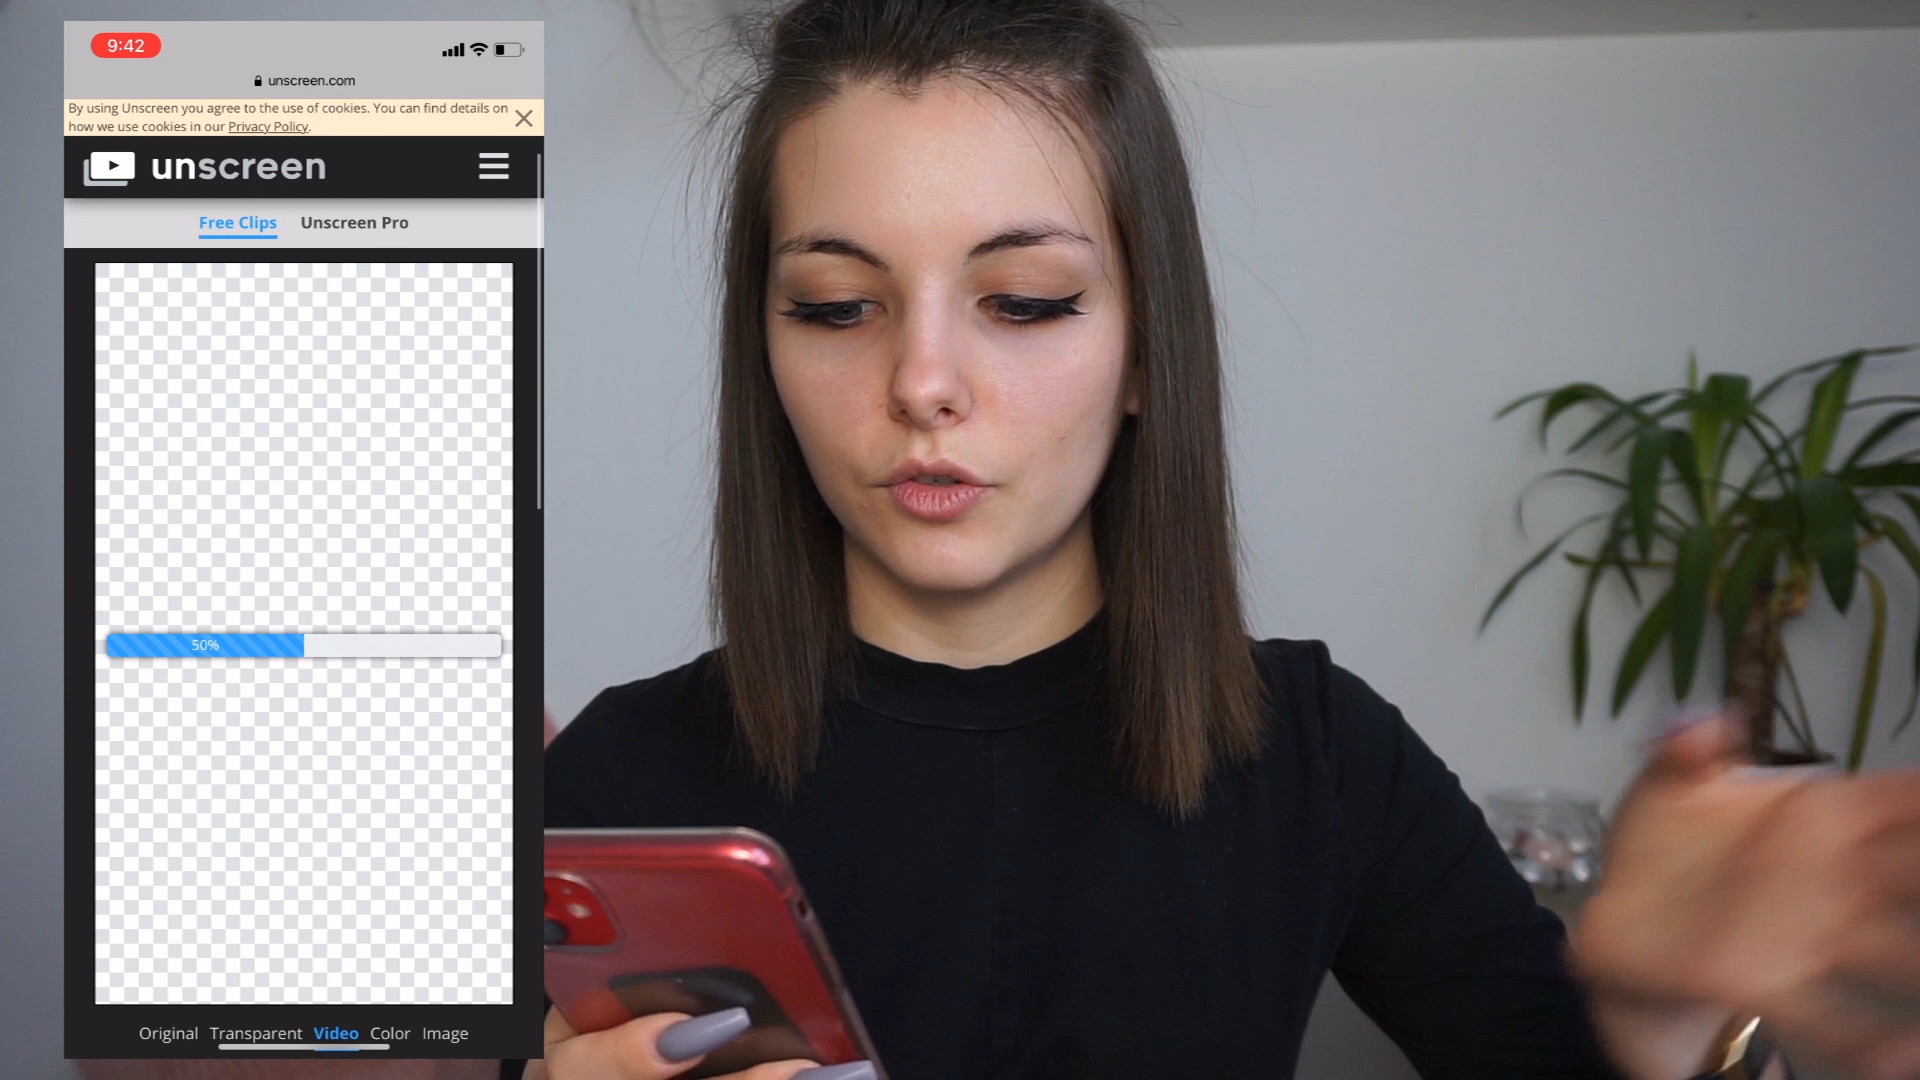 9:42
unscreen.com
By using Unscreen you agree to the use of cookies. You can find details on
how we use cookies in our Privacy Policy.
unscreen
Free Clips Unscreen Pro
50%
Original Transparent Video Color Image